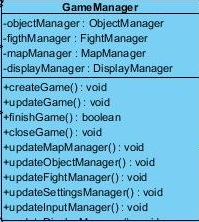 GameManager
-objectManager : ObjectManager
-figthManager : FightManager
-mapManager : MapManager
-displayManager : DisplayManager
+createGame() : void
+updateGame() : void
+finishGame() : boolean
+closeGame() : void
+updateMapManager() : void
+updateObjectManager() : void
+updateFightManager() : void
+updateSettingsManager() : void
+updateInputManager() : void